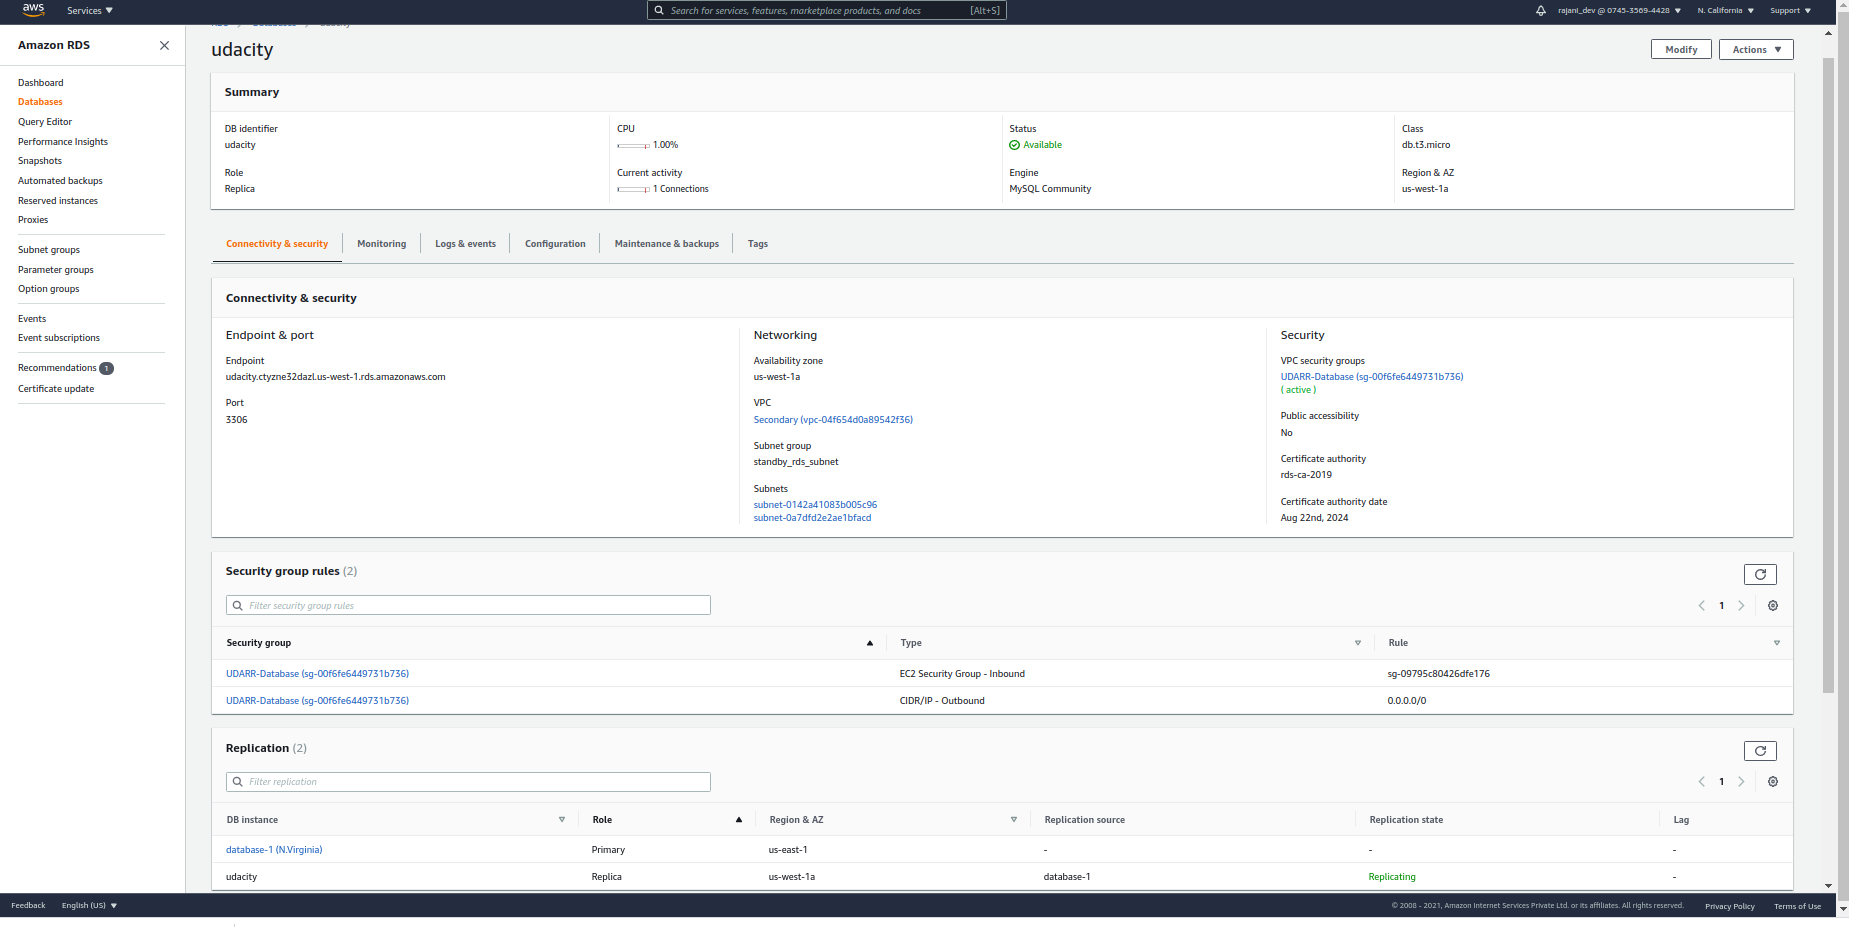 aws
Services
Search for services, features, marketplace products, and docs
[Alt+S]
rajani_dev @ 0745-3569-4428
N. California
Support
Amazon RDS
Dashboard
Databases
Query Editor
Performance Insights
Snapshots
Automated backups
Reserved instances
Proxies
Subnet groups
Parameter groups
Option groups
Events
Event subscriptions
Recommendations 1
Certificate update
udacity
Modify
Actions
Summary
DB identifier
udacity
CPU
1.00%
Status
Available
Class
db.t3.micro
Role
Replica
Current activity
1 Connections
Engine
MySQL Community
Region & AZ
us-west-1a
Connectivity & security
Monitoring
Logs & events
Configuration
Maintenance & backups
Tags
Connectivity & security
Endpoint & port
Endpoint
udacity.ctyzne32dazl.us-west-1.rds.amazonaws.com
Port
3306
Networking
Availability zone
us-west-1a
VPC
Secondary (vpc-04f654d0a89542f36)
Subnet group
standby_rds_subnet
Subnets
subnet-0142a41083b005c96
subnet-0a7dfd2e2ae1bfacd
Security
VPC security groups
UDARR-Database (sg-00f6fe6449731b736)
( active )
Public accessibility
No
Certificate authority
rds-ca-2019
Certificate authority date
Aug 22nd, 2024
Security group rules (2)
Filter security group rules
1
Security group Type Rule
UDARR-Database (sg-00f6fe6449731b736) EC2 Security Group - Inbound sg-09795c80426dfe176
UDARR-Database (sg-00f6fe6449731b736) CIDR/IP - Outbound 0.0.0.0/0
Replication (2)
Filter replication
1
DB instance Role Region & AZ Replication source Replication state Lag
database-1 (N.Virginia) Primary us-east-1 - - -
udacity Replica us-west-1a database-1 Replicating -
Feedback
English (US)
© 2008 - 2021, Amazon Internet Services Private Ltd. or its affiliates. All rights reserved.
Privacy Policy
Terms of Use